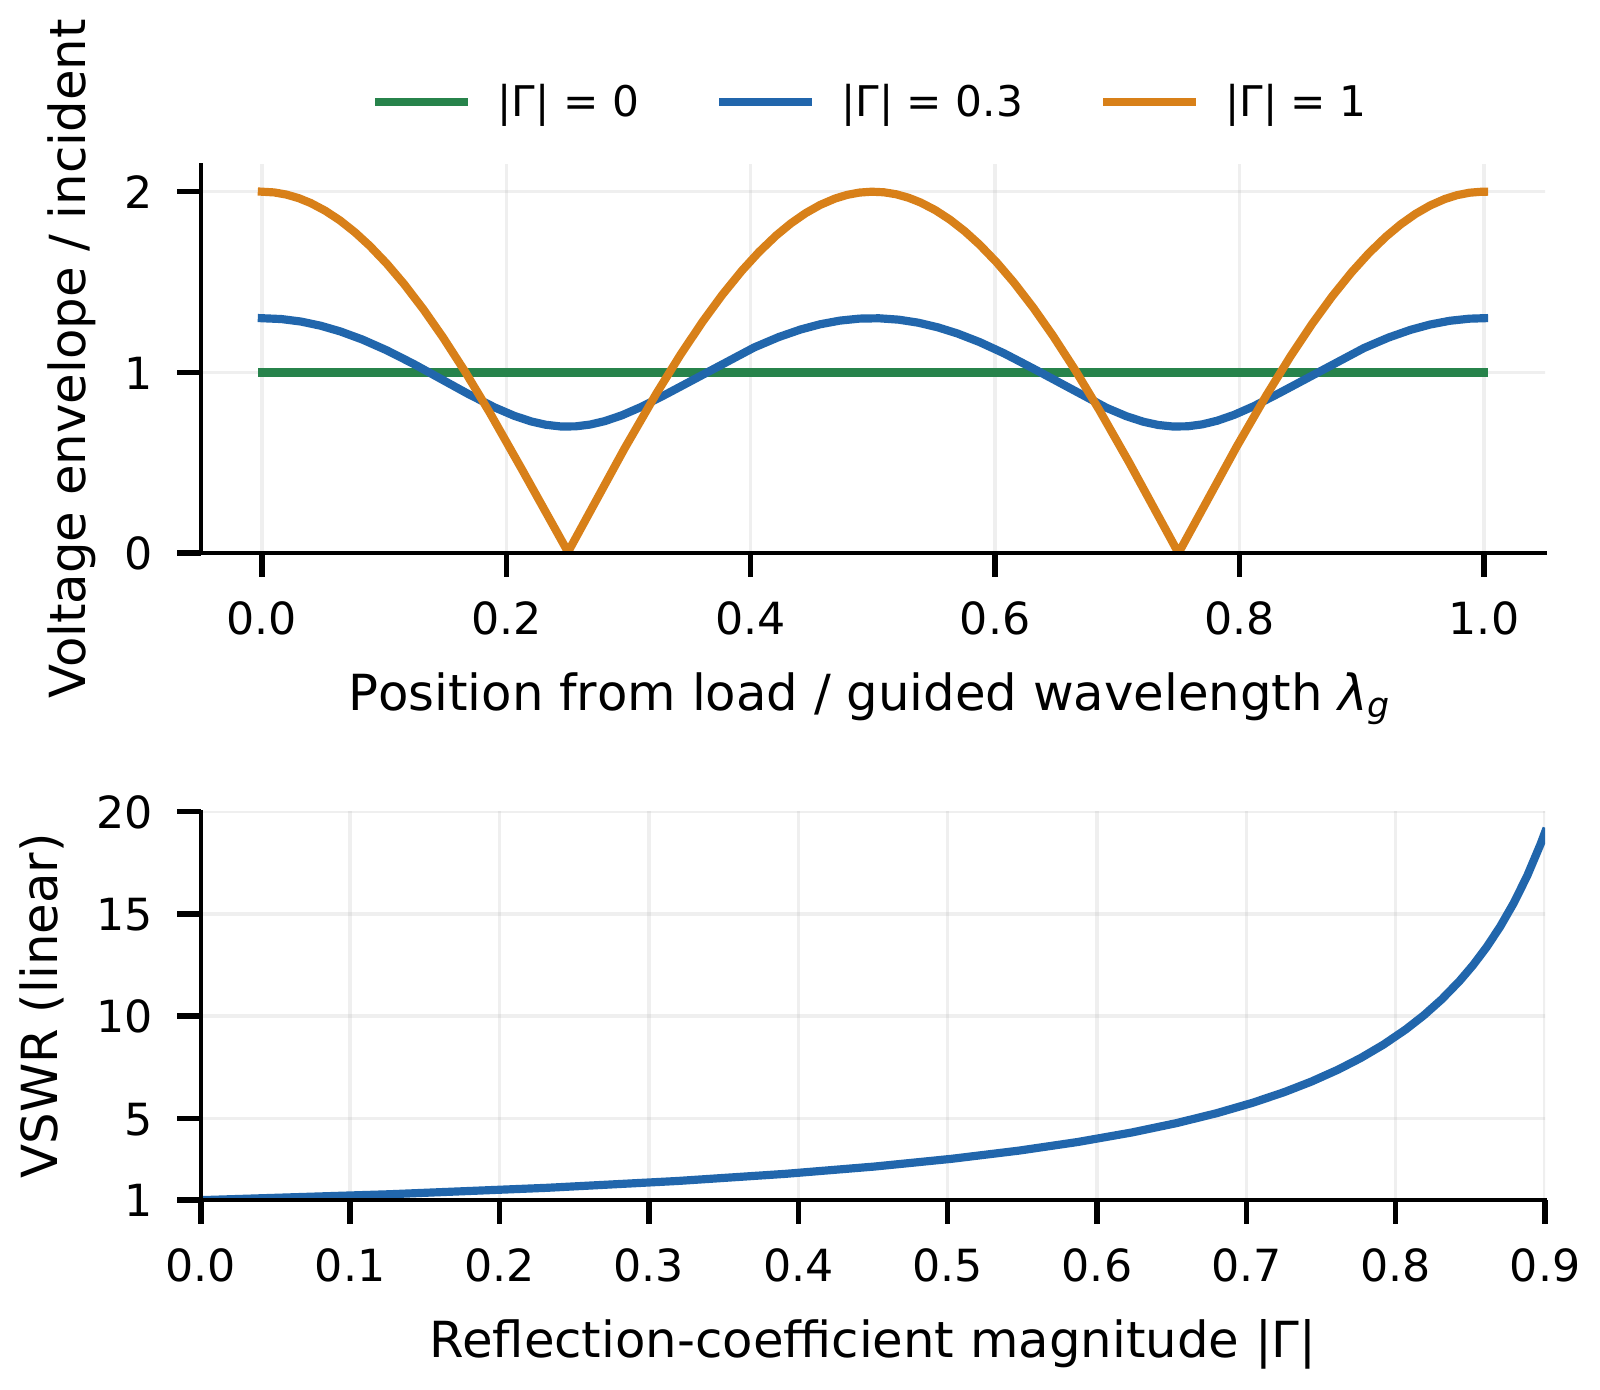 |Γ| = 0
|Γ| = 0.3
|Γ| = 1
Voltage envelope / incident
2
1
0
0.0 0.2 0.4 0.6 0.8 1.0
Position from load / guided wavelength λg
VSWR (linear)
20
15
10
5
1
0.0 0.1 0.2 0.3 0.4 0.5 0.6 0.7 0.8 0.9
Reflection-coefficient magnitude |Γ|